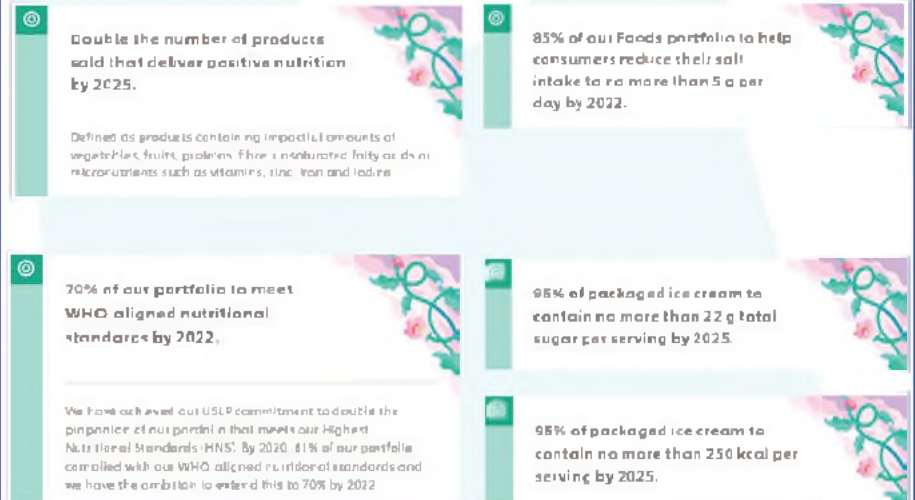 Double the number of products
sold that deliver positive nutrition
by 2025.
Defined as products containing impactful amounts of
vegetables, fruits, proteins, fibre, unsaturated fatty acids or
micronutrients such as vitamins, zinc, iron and iodine
85% of our Foods portfolio to help
consumers reduce their salt
intake to no more than 5 g per
day by 2022.
70% of our portfolio to meet
WHO aligned nutritional
standards by 2022.
We have achieved our USLP commitment to double the
proportion of our portfolio that meets our Highest
Nutritional Standards (HNS). By 2020, 61% of our portfolio
complied with our WHO aligned nutritional standards and
we have the ambition to extend this to 70% by 2022
95% of packaged ice cream to
contain no more than 22 g total
sugar per serving by 2025.
95% of packaged ice cream to
contain no more than 250 kcal per
serving by 2025.